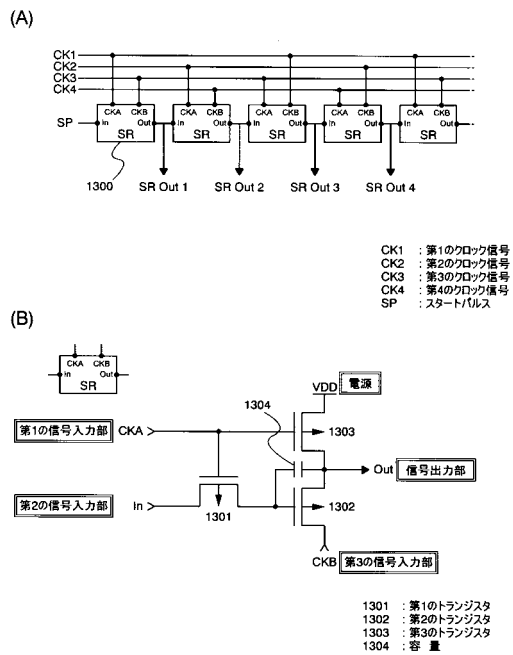 (A)
CK1
CK2
CK3
CK4
CKA CKB CKA CKB CKA CKB CKA CKB CKA CKB
SP In Out In Out In Out In Out In Out
SR SR SR SR SR
1300 SR Out 1 SR Out 2 SR Out 3 SR Out 4
CK1 : 第1のクロック信号
CK2 : 第2のクロック信号
CK3 : 第3のクロック信号
CK4 : 第4のクロック信号
SP : スタートパルス
(B)
CKA CKB
In Out
SR
VDD 電源
1304
第1の信号入力部 CKA 1303
Out 信号出力部
第2の信号入力部 In 1301 1302
CKB 第3の信号入力部
1301 : 第1のトランジスタ
1302 : 第2のトランジスタ
1303 : 第3のトランジスタ
1304 : 容 量